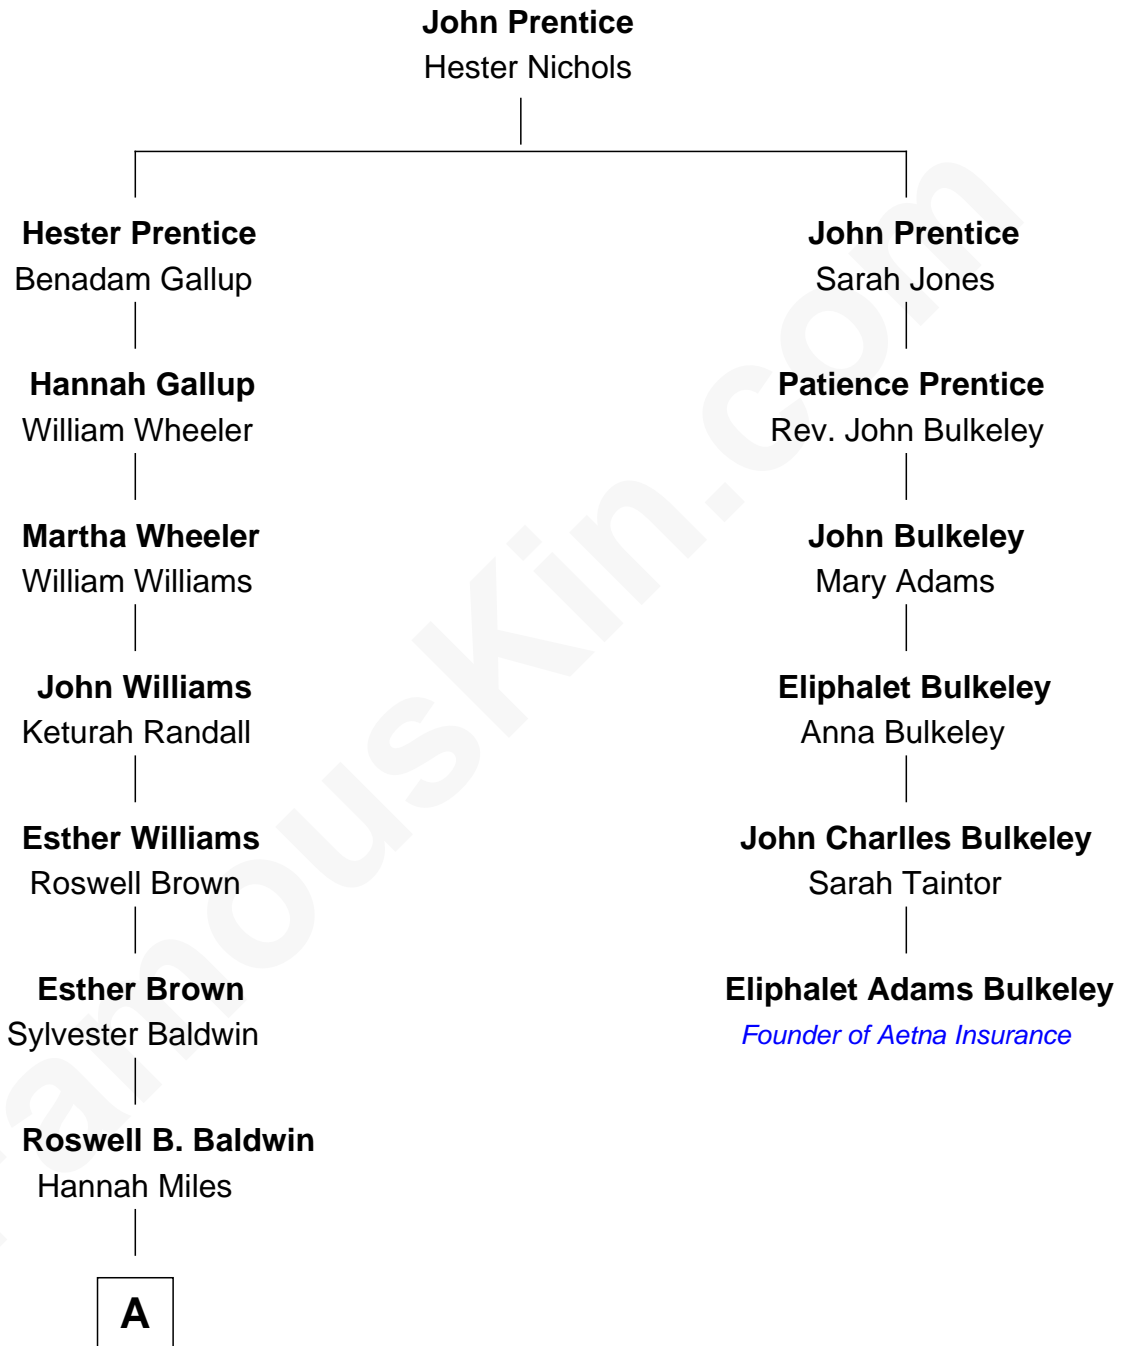 John Prentice
Hester Nichols
Hester Prentice
Benadam Gallup
John Prentice
Sarah Jones
Hannah Gallup
William Wheeler
Patience Prentice
Rev. John Bulkeley
Martha Wheeler
William Williams
John Bulkeley
Mary Adams
John Williams
Keturah Randall
Eliphalet Bulkeley
Anna Bulkeley
Esther Williams
Roswell Brown
John Charlles Bulkeley
Sarah Taintor
Esther Brown
Sylvester Baldwin
Eliphalet Adams Bulkeley
Founder of Aetna Insurance
Roswell B. Baldwin
Hannah Miles
A
FamousKin.com